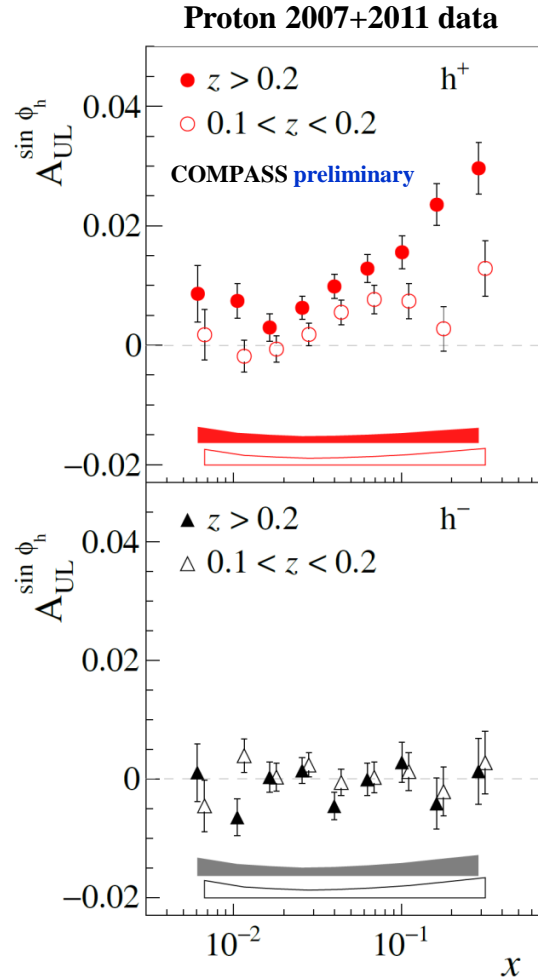 Proton 2007+2011 data
A_UL^sin ϕ_h
0.04
0.02
0
−0.02
z > 0.2
h⁺
0.1 < z < 0.2
COMPASS preliminary
A_UL^sin ϕ_h
0.04
0.02
0
−0.02
z > 0.2
h⁻
0.1 < z < 0.2
10⁻²
10⁻¹
x